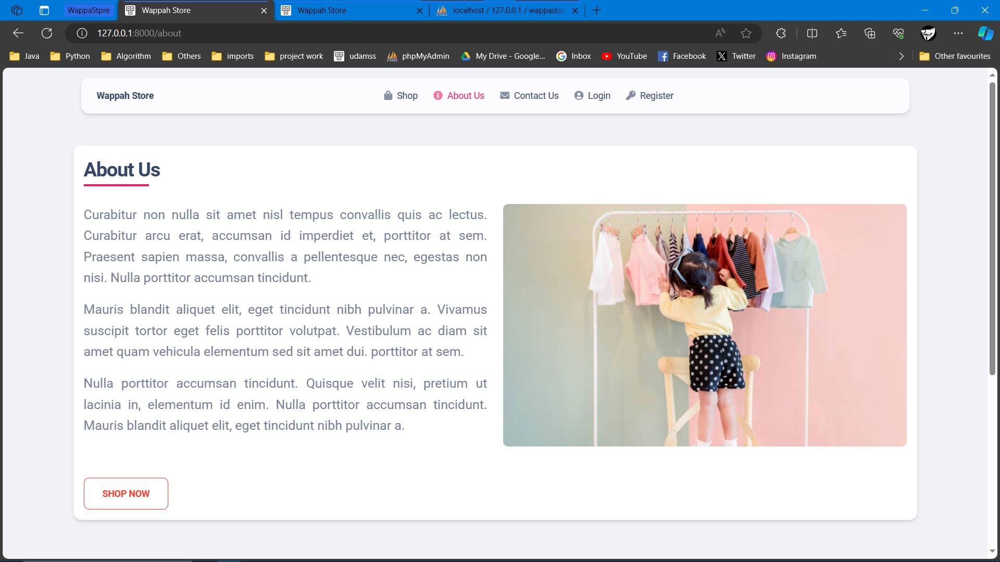 WappaStpre
Wappah Store
Wappah Store
localhost / 127.0.0.1 / wappastor
127.0.0.1:8000/about
Java
Python
Algorithm
Others
imports
project work
udamss
phpMyAdmin
My Drive - Google...
Inbox
YouTube
Facebook
Twitter
Instagram
Other favourites
Wappah Store
Shop
About Us
Contact Us
Login
Register
About Us
Curabitur non nulla sit amet nisl tempus convallis quis ac lectus.
Curabitur arcu erat, accumsan id imperdiet et, porttitor at sem.
Praesent sapien massa, convallis a pellentesque nec, egestas non
nisi. Nulla porttitor accumsan tincidunt.
Mauris blandit aliquet elit, eget tincidunt nibh pulvinar a. Vivamus
suscipit tortor eget felis porttitor volutpat. Vestibulum ac diam sit
amet quam vehicula elementum sed sit amet dui. porttitor at sem.
Nulla porttitor accumsan tincidunt. Quisque velit nisi, pretium ut
lacinia in, elementum id enim. Nulla porttitor accumsan tincidunt.
Mauris blandit aliquet elit, eget tincidunt nibh pulvinar a.
SHOP NOW